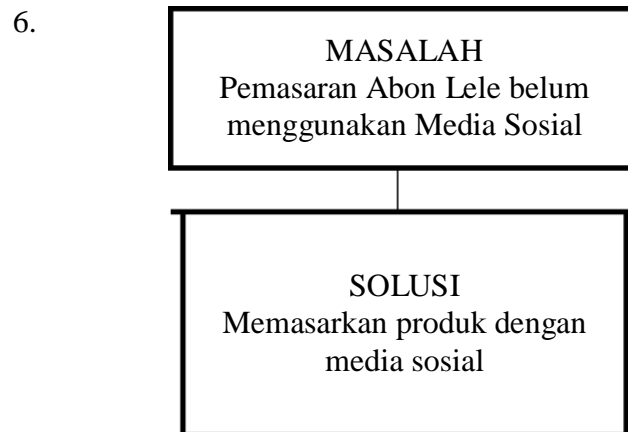 6.
MASALAH
Pemasaran Abon Lele belum
menggunakan Media Sosial
SOLUSI
Memasarkan produk dengan
media sosial